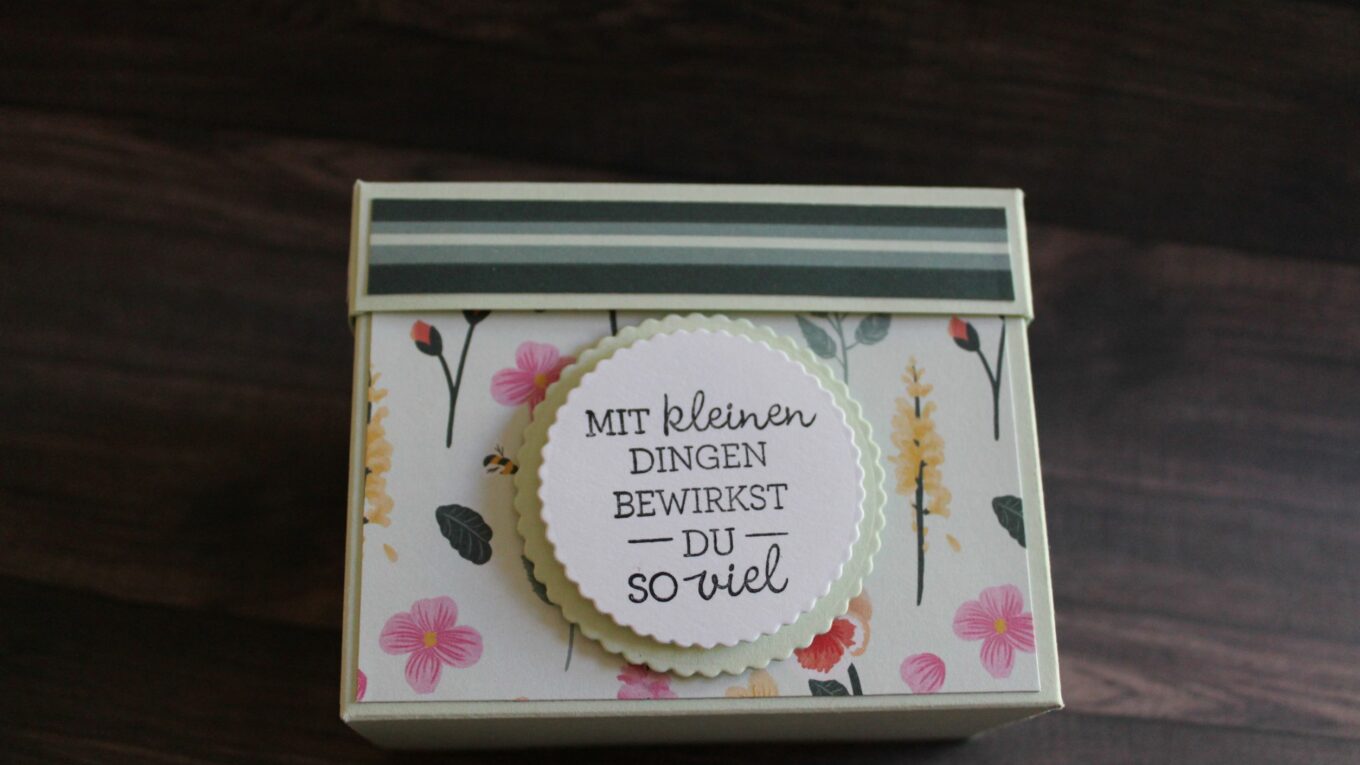 MIT kleinen
DINGEN
BEWIRKST
— DU —
SO viel